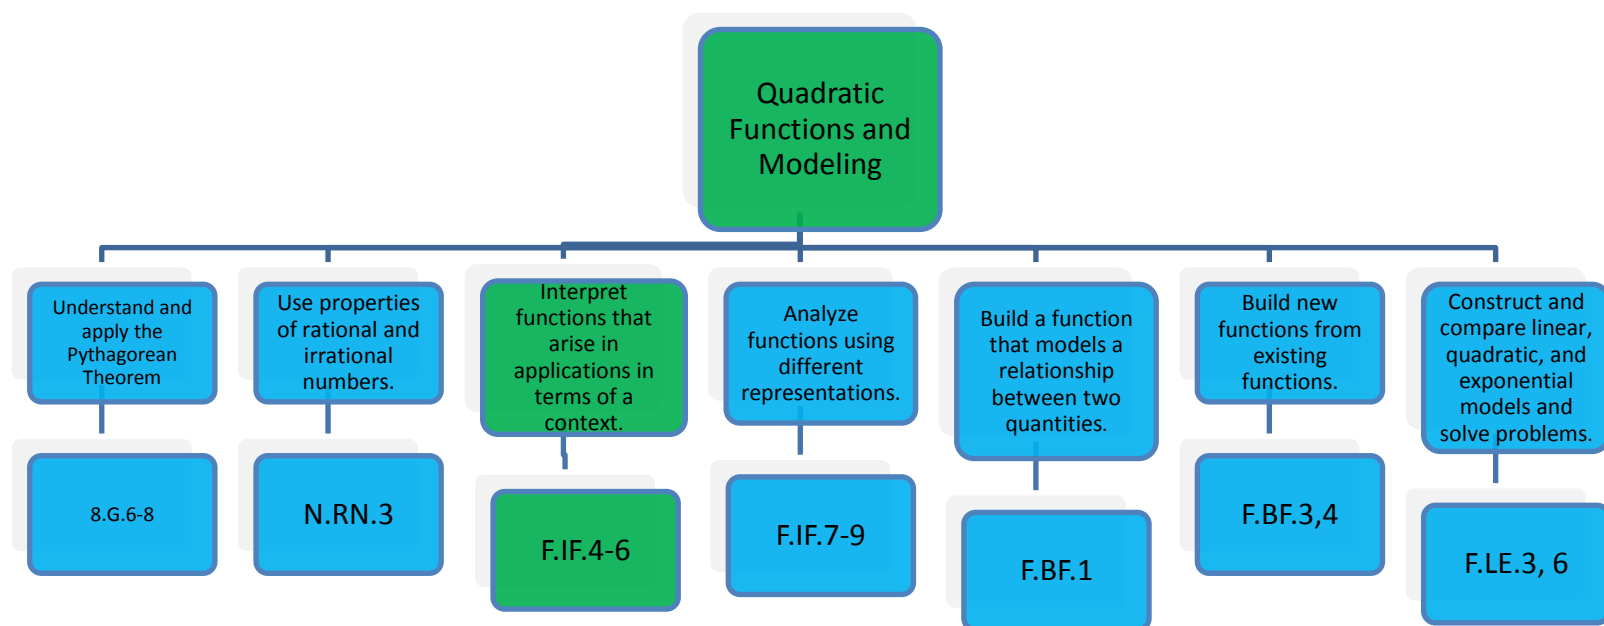 Quadratic
Functions and
Modeling
Understand and
apply the
Pythagorean
Theorem
Use properties
of rational and
irrational
numbers.
Interpret
functions that
arise in
applications in
terms of a
context.
Analyze
functions using
different
representations.
Build a function
that models a
relationship
between two
quantities.
Build new
functions from
existing
functions.
Construct and
compare linear,
quadratic, and
exponential
models and
solve problems.
8.G.6-8
N.RN.3
F.IF.4-6
F.IF.7-9
F.BF.1
F.BF.3,4
F.LE.3, 6